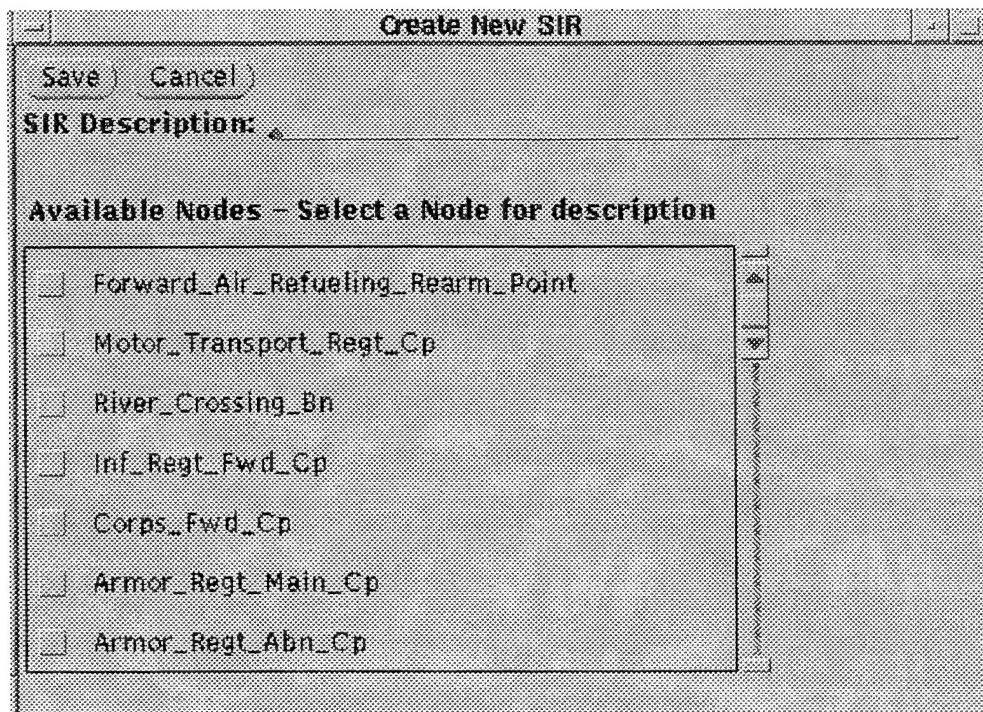 Create New SIR
Save Cancel
SIR Description:
Available Nodes – Select a Node for description
Forward_Air_Refueling_Rearm_Point
Motor_Transport_Regt_Cp
River_Crossing_Bn
Inf_Regt_Fwd_Cp
Corps_Fwd_Cp
Armor_Regt_Main_Cp
Armor_Regt_Abn_Cp